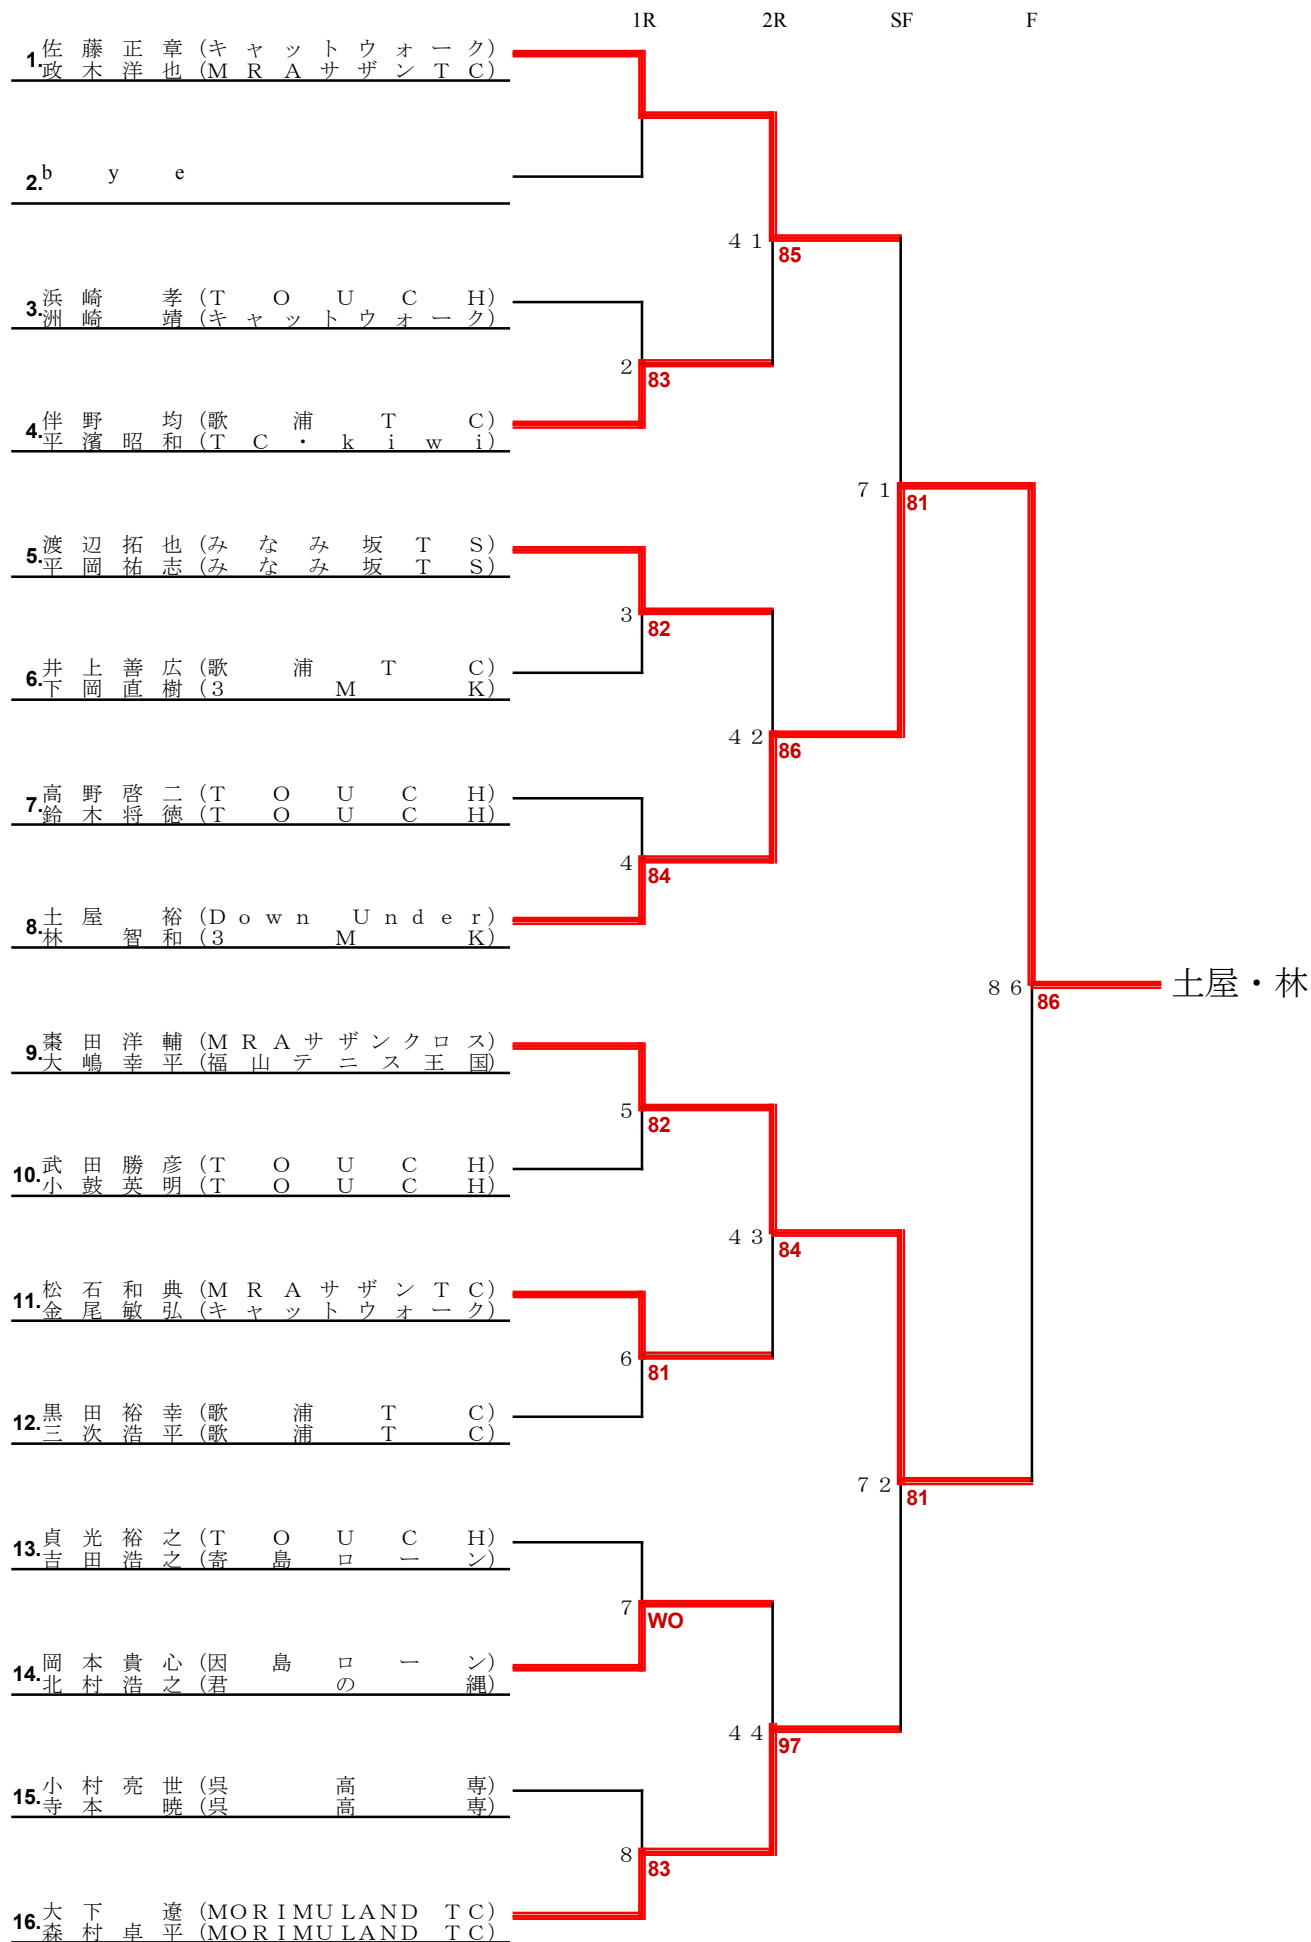 1R 2R SF F
1. 佐藤正章(キャットウォーク)
政木洋也(MRAサザンTC)
2. bye
41 85
3. 浜崎孝(TOUCH)
洲崎靖(キャットウォーク)
2 83
4. 伴野均(歌浦TC)
平濱昭和(TC・kiwi)
71 81
5. 渡辺拓也(みなみ坂TS)
平岡祐志(みなみ坂TS)
3 82
6. 井上善広(歌浦TC)
下岡直樹(3MK)
42 86
7. 高野啓二(TOUCH)
鈴木将徳(TOUCH)
4 84
8. 土屋裕(Down Under)
林智和(3MK)
86 86 土屋・林
9. 棗田洋輔(MRAサザンクロス)
大嶋幸平(福山テニス王国)
5 82
10. 武田勝彦(TOUCH)
小鼓英明(TOUCH)
43 84
11. 松石和典(MRAサザンTC)
金尾敏弘(キャットウォーク)
6 81
12. 黒田裕幸(歌浦TC)
三次浩平(歌浦TC)
72 81
13. 貞光裕之(TOUCH)
吉田浩之(寄島ローン)
7 WO
14. 岡本貴心(因島ローン)
北村浩之(君の縄)
44 97
15. 小村亮世(呉高専)
寺本暁(呉高専)
8 83
16. 大下遼(MORIMULAND TC)
森村卓平(MORIMULAND TC)